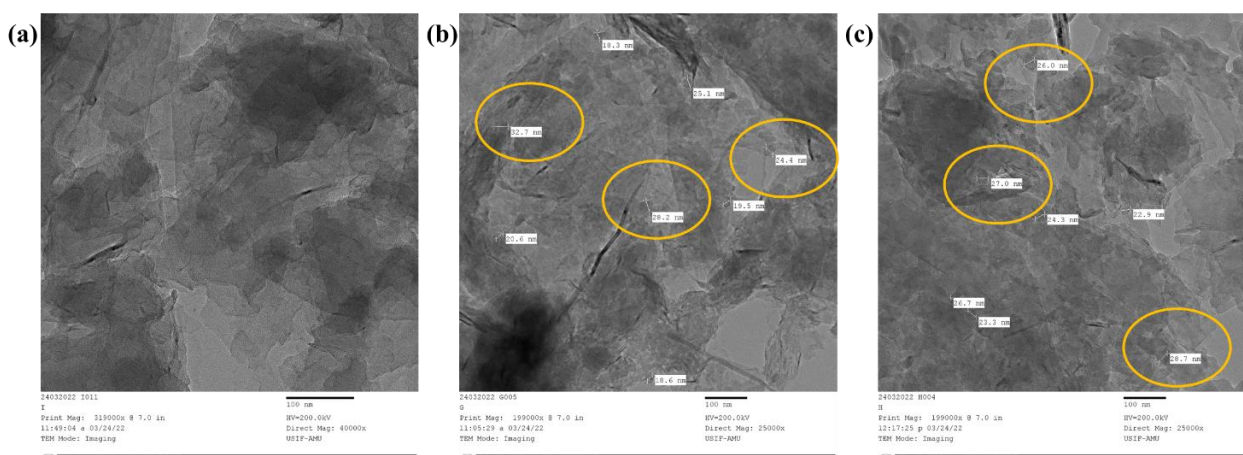 (a)
24032022 I011
I
Print Mag: 319000x @ 7.0 in
11:49:04 a 03/24/22
TEM Mode: Imaging
100 nm
HV=200.0kV
Direct Mag: 40000x
USIF-AMU
(b)
18.3 nm
25.1 nm
32.7 nm
24.4 nm
28.2 nm
19.5 nm
20.6 nm
18.6 nm
24032022 G005
G
Print Mag: 199000x @ 7.0 in
11:05:29 a 03/24/22
TEM Mode: Imaging
100 nm
HV=200.0kV
Direct Mag: 25000x
USIF-AMU
(c)
26.0 nm
27.0 nm
24.3 nm
22.9 nm
26.7 nm
23.3 nm
28.7 nm
24032022 H004
H
Print Mag: 199000x @ 7.0 in
12:17:25 p 03/24/22
TEM Mode: Imaging
100 nm
HV=200.0kV
Direct Mag: 25000x
USIF-AMU